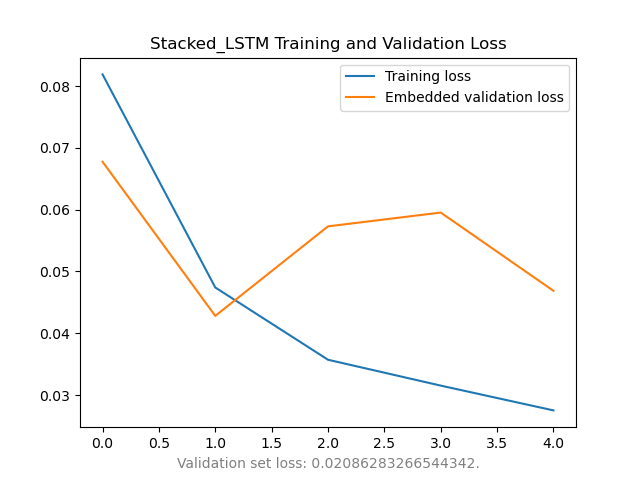 Stacked_LSTM Training and Validation Loss
Training loss
Embedded validation loss
0.08
0.07
0.06
0.05
0.04
0.03
0.0 0.5 1.0 1.5 2.0 2.5 3.0 3.5 4.0
Validation set loss: 0.02086283266544342.